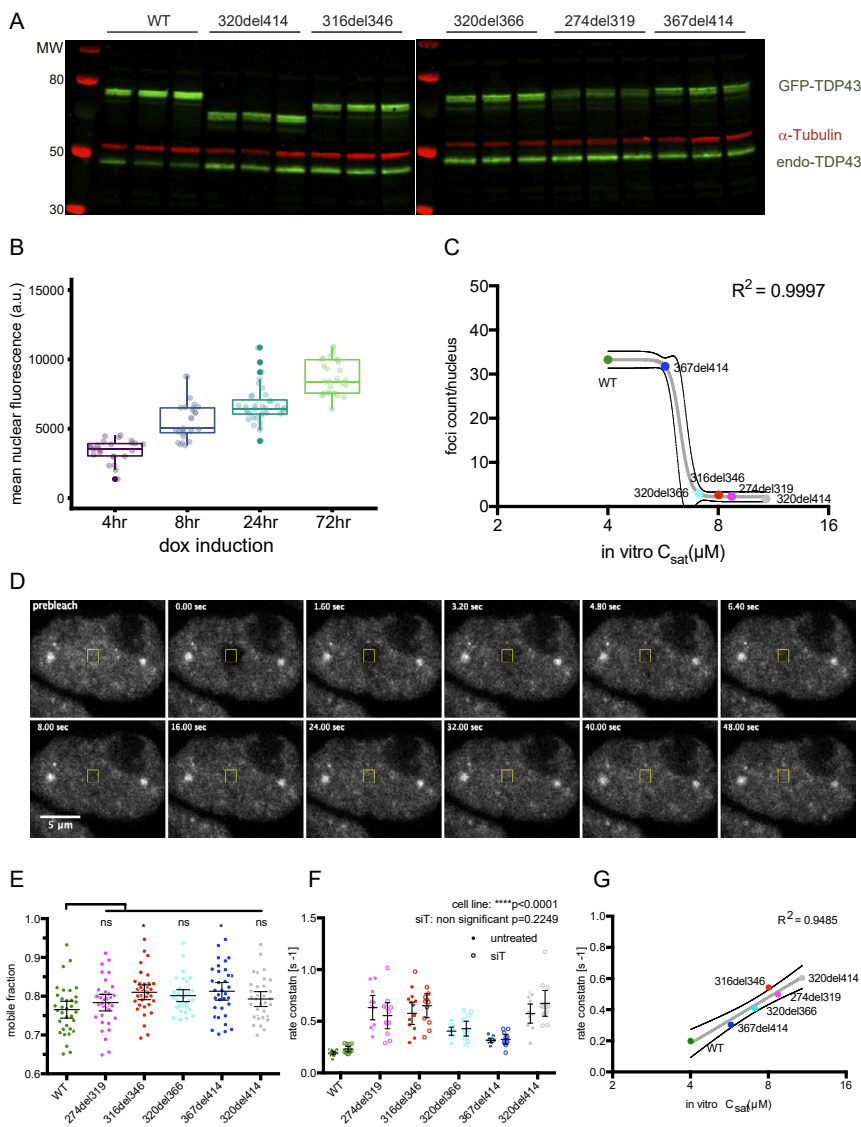 A
WT 320del414 316del346 320del366 274del319 367del414
MW
80
50
30
GFP-TDP43
α-Tubulin
endo-TDP43
B
mean nuclear fluorescence (a.u.)
15000
10000
5000
0
4hr 8hr 24hr 72hr
dox induction
C
R² = 0.9997
foci count/nucleus
50
40
30
20
10
0
WT
367del414
316del346
320del366
274del319
320del414
2 4 8 16
in vitro Csat(µM)
D
prebleach 0.00 sec 1.60 sec 3.20 sec 4.80 sec 6.40 sec
8.00 sec 16.00 sec 24.00 sec 32.00 sec 40.00 sec 48.00 sec
5 µm
E
mobile fraction
1.0
0.9
0.8
0.7
0.6
ns * ns * ns
WT 274del319 316del346 320del366 367del414 320del414
F
cell line: ****p<0.0001
siT: non significant p=0.2249
untreated
siT
rate constatn [s -1]
1.5
1.0
0.5
0.0
WT 274del319 316del346 320del366 367del414 320del414
G
R² = 0.9485
rate constatn [s -1]
1.0
0.8
0.6
0.4
0.2
0.0
316del346
320del414
274del319
320del366
367del414
WT
2 4 8 16
in vitro Csat(µM)